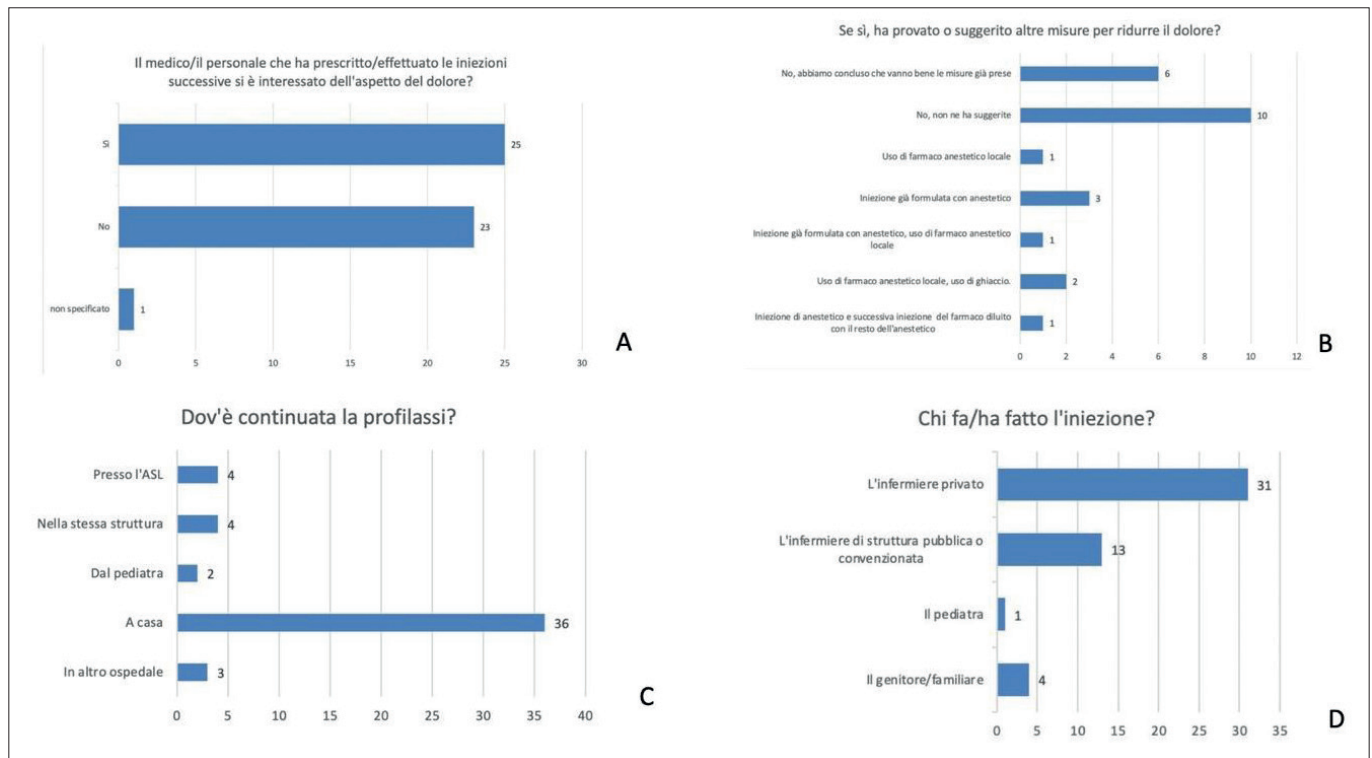 Il medico/il personale che ha prescritto/effettuato le iniezioni
successive si è interessato dell'aspetto del dolore?
Sì
25
No
23
non specificato
1
0 5 10 15 20 25 30
A
Se sì, ha provato o suggerito altre misure per ridurre il dolore?
No, abbiamo concluso che vanno bene le misure già prese
6
No, non ne ha suggerite
10
Uso di farmaco anestetico locale
1
Iniezione già formulata con anestetico
3
Iniezione già formulata con anestetico, uso di farmaco anestetico
locale
1
Uso di farmaco anestetico locale, uso di ghiaccio.
2
Iniezione di anestetico e successiva iniezione del farmaco diluito
con il resto dell'anestetico
1
0 2 4 6 8 10 12
B
Dov'è continuata la profilassi?
Presso l'ASL
4
Nella stessa struttura
4
Dal pediatra
2
A casa
36
In altro ospedale
3
0 5 10 15 20 25 30 35 40
C
Chi fa/ha fatto l'iniezione?
L'infermiere privato
31
L'infermiere di struttura pubblica o
convenzionata
13
Il pediatra
1
Il genitore/familiare
4
0 5 10 15 20 25 30 35
D